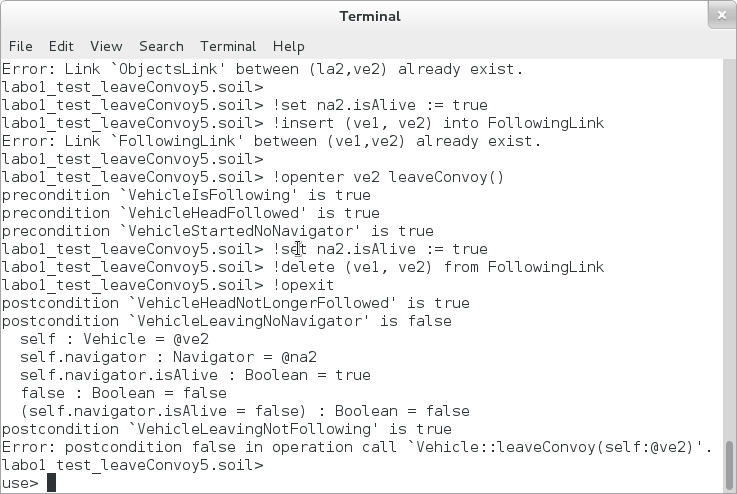 Terminal
File Edit View Search Terminal Help
Error: Link `ObjectsLink' between (la2,ve2) already exist.
labo1_test_leaveConvoy5.soil>
labo1_test_leaveConvoy5.soil> !set na2.isAlive := true
labo1_test_leaveConvoy5.soil> !insert (ve1, ve2) into FollowingLink
Error: Link `FollowingLink' between (ve1,ve2) already exist.
labo1_test_leaveConvoy5.soil>
labo1_test_leaveConvoy5.soil> !openter ve2 leaveConvoy()
precondition `VehicleIsFollowing' is true
precondition `VehicleHeadFollowed' is true
precondition `VehicleStartedNoNavigator' is true
labo1_test_leaveConvoy5.soil> !set na2.isAlive := true
labo1_test_leaveConvoy5.soil> !delete (ve1, ve2) from FollowingLink
labo1_test_leaveConvoy5.soil> !opexit
postcondition `VehicleHeadNotLongerFollowed' is true
postcondition `VehicleLeavingNoNavigator' is false
  self : Vehicle = @ve2
  self.navigator : Navigator = @na2
  self.navigator.isAlive : Boolean = true
  false : Boolean = false
  (self.navigator.isAlive = false) : Boolean = false
postcondition `VehicleLeavingNotFollowing' is true
Error: postcondition false in operation call `Vehicle::leaveConvoy(self:@ve2)'.
labo1_test_leaveConvoy5.soil>
use>